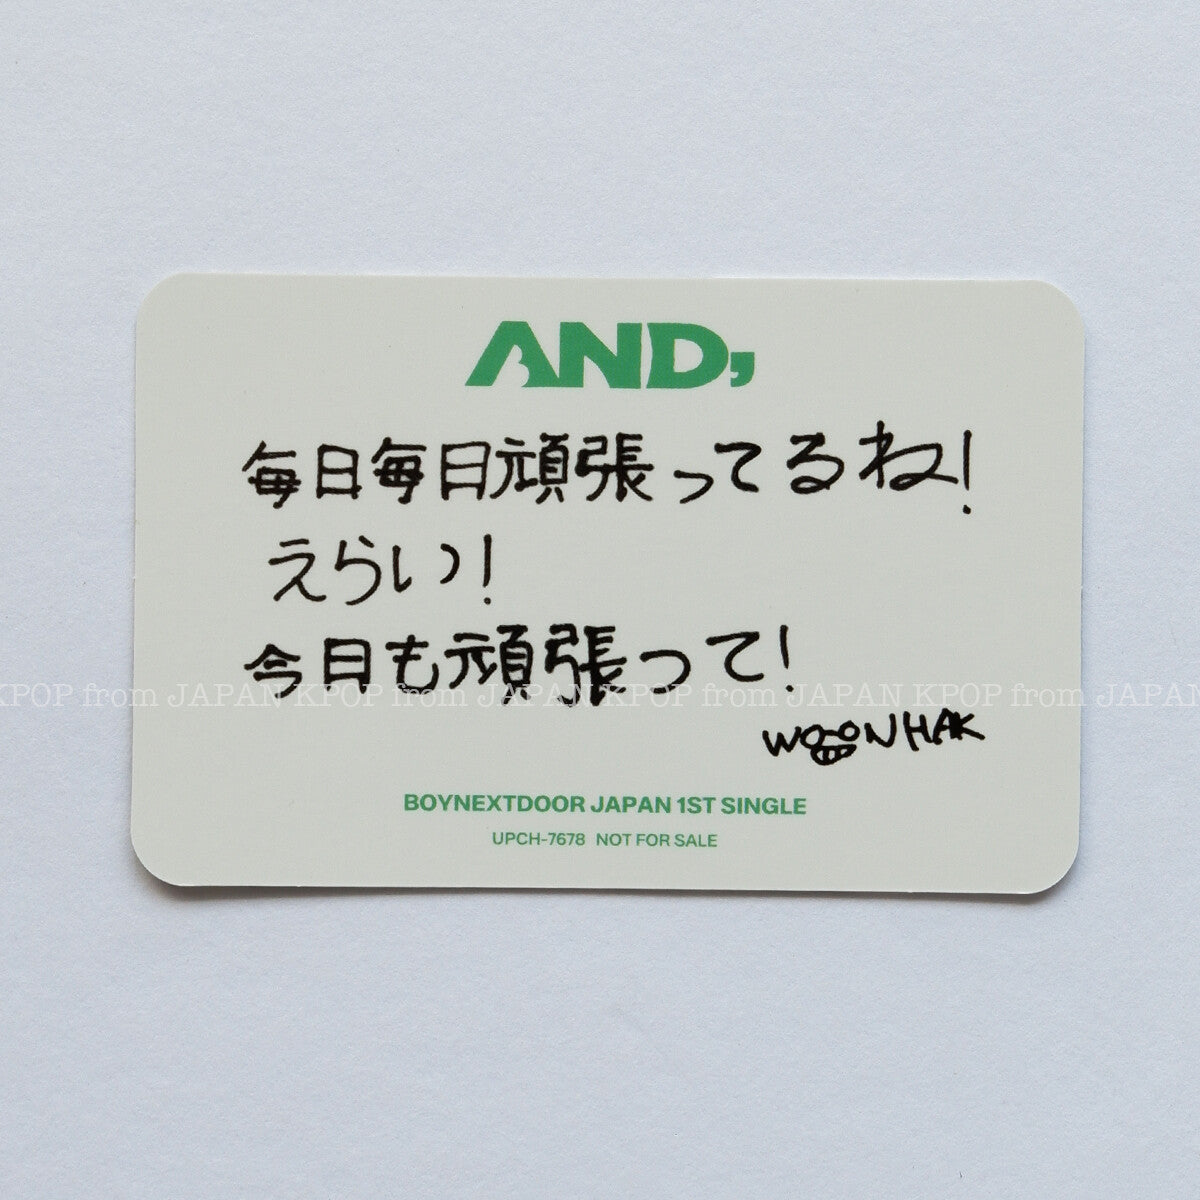 AND,
毎日毎日頑張ってるね!
えらい!
今日も頑張って!
KPOP from JAPAN KPOP from JAPAN KPOP from JAPAN KPOP from JAPAN
WOONHAK
BOYNEXTDOOR JAPAN 1ST SINGLE
UPCH-7678 NOT FOR SALE